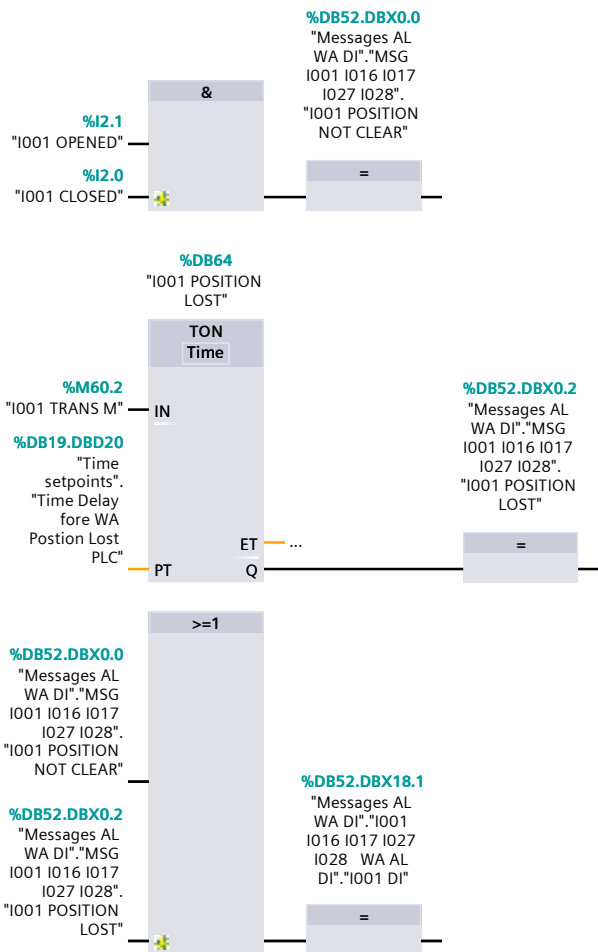 %DB52.DBX0.0
"Messages AL
WA DI"."MSG
I001 I016 I017
I027 I028".
"I001 POSITION
NOT CLEAR"
&
%I2.1
"I001 OPENED"
=
%I2.0
"I001 CLOSED"
%DB64
"I001 POSITION
LOST"
TON
Time
%M60.2
"I001 TRANS M"
IN
%DB52.DBX0.2
"Messages AL
WA DI"."MSG
I001 I016 I017
I027 I028".
"I001 POSITION
LOST"
%DB19.DBD20
"Time
setpoints".
"Time Delay
fore WA
Postion Lost
PLC"
ET
...
=
PT
Q
>=1
%DB52.DBX0.0
"Messages AL
WA DI"."MSG
I001 I016 I017
I027 I028".
"I001 POSITION
NOT CLEAR"
%DB52.DBX18.1
"Messages AL
WA DI"."I001
I016 I017 I027
I028 WA AL
DI"."I001 DI"
%DB52.DBX0.2
"Messages AL
WA DI"."MSG
I001 I016 I017
I027 I028".
"I001 POSITION
LOST"
=